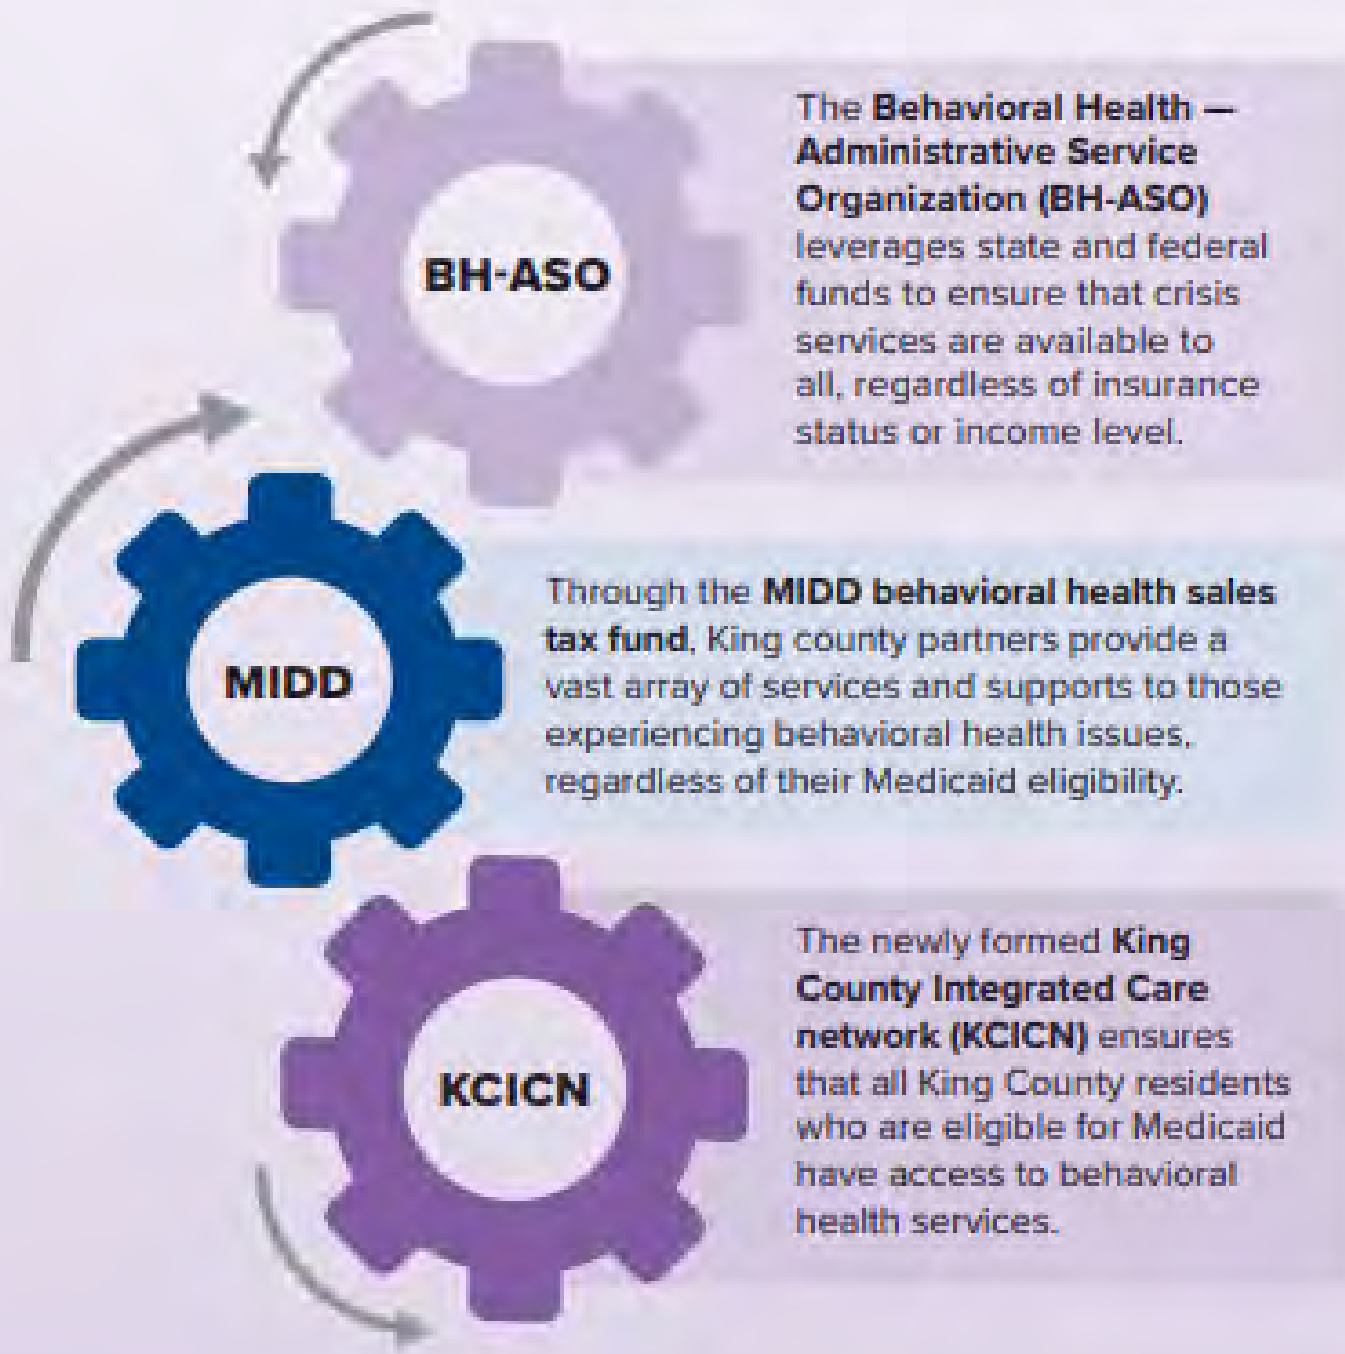 BH-ASO
The Behavioral Health —
Administrative Service
Organization (BH-ASO)
leverages state and federal
funds to ensure that crisis
services are available to
all, regardless of insurance
status or income level.
MIDD
Through the MIDD behavioral health sales
tax fund, King county partners provide a
vast array of services and supports to those
experiencing behavioral health issues,
regardless of their Medicaid eligibility.
KCICN
The newly formed King
County Integrated Care
network (KCICN) ensures
that all King County residents
who are eligible for Medicaid
have access to behavioral
health services.